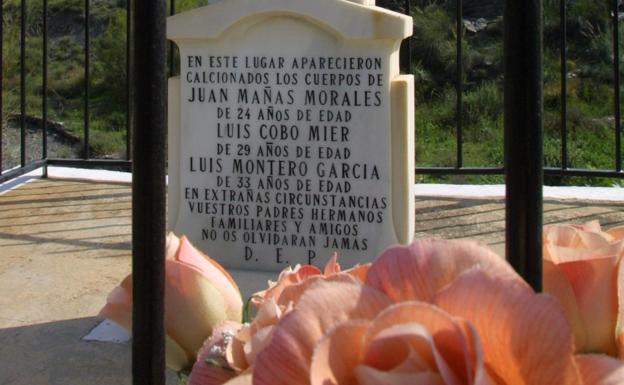 EN ESTE LUGAR APARECIERON
CALCIONADOS LOS CUERPOS DE
JUAN MAÑAS MORALES
DE 24 AÑOS DE EDAD
LUIS COBO MIER
DE 29 AÑOS DE EDAD
LUIS MONTERO GARCIA
DE 33 AÑOS DE EDAD
EN EXTRAÑAS CIRCUNSTANCIAS
VUESTROS PADRES HERMANOS
FAMILIARES Y AMIGOS
NO OS OLVIDARAN JAMAS
D. E. P.